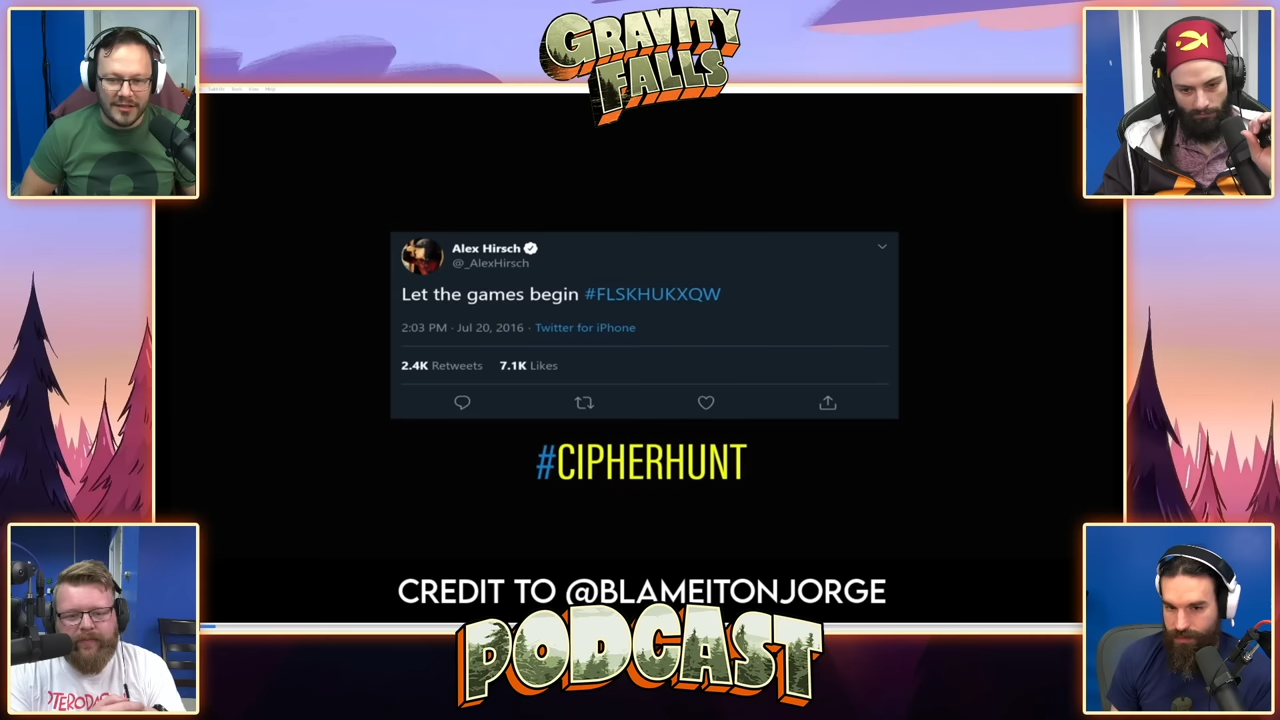 GRAVITY
FALLS
Alex Hirsch
@_AlexHirsch
Let the games begin #FLSKHUKXQW
2:03 PM · Jul 20, 2016 · Twitter for iPhone
2.4K Retweets 7.1K Likes
#CIPHERHUNT
CREDIT TO @BLAMEITONJORGE
PODCAST